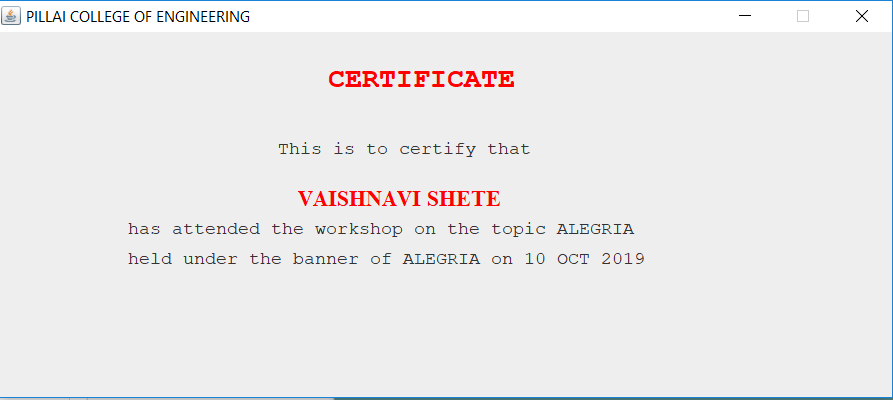 PILLAI COLLEGE OF ENGINEERING
CERTIFICATE
This is to certify that
VAISHNAVI SHETE
has attended the workshop on the topic ALEGRIA
held under the banner of ALEGRIA on 10 OCT 2019